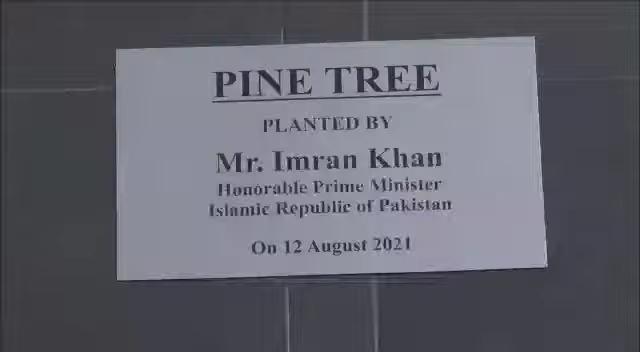 PINE TREE
PLANTED BY
Mr. Imran Khan
Honorable Prime Minister
Islamic Republic of Pakistan
On 12 August 2021